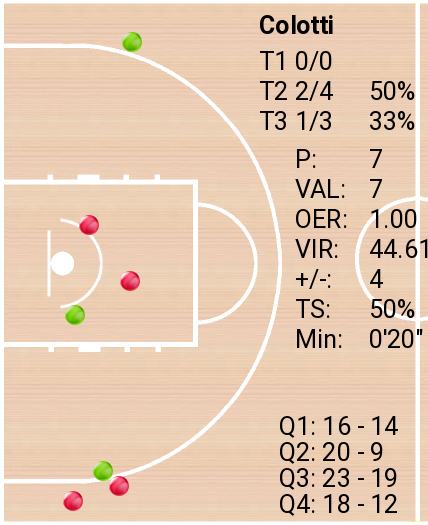 Colotti
T1 0/0
T2 2/4 50%
T3 1/3 33%
P: 7
VAL: 7
OER: 1.00
VIR: 44.61
+/-: 4
TS: 50%
Min: 0'20"
Q1: 16 - 14
Q2: 20 - 9
Q3: 23 - 19
Q4: 18 - 12